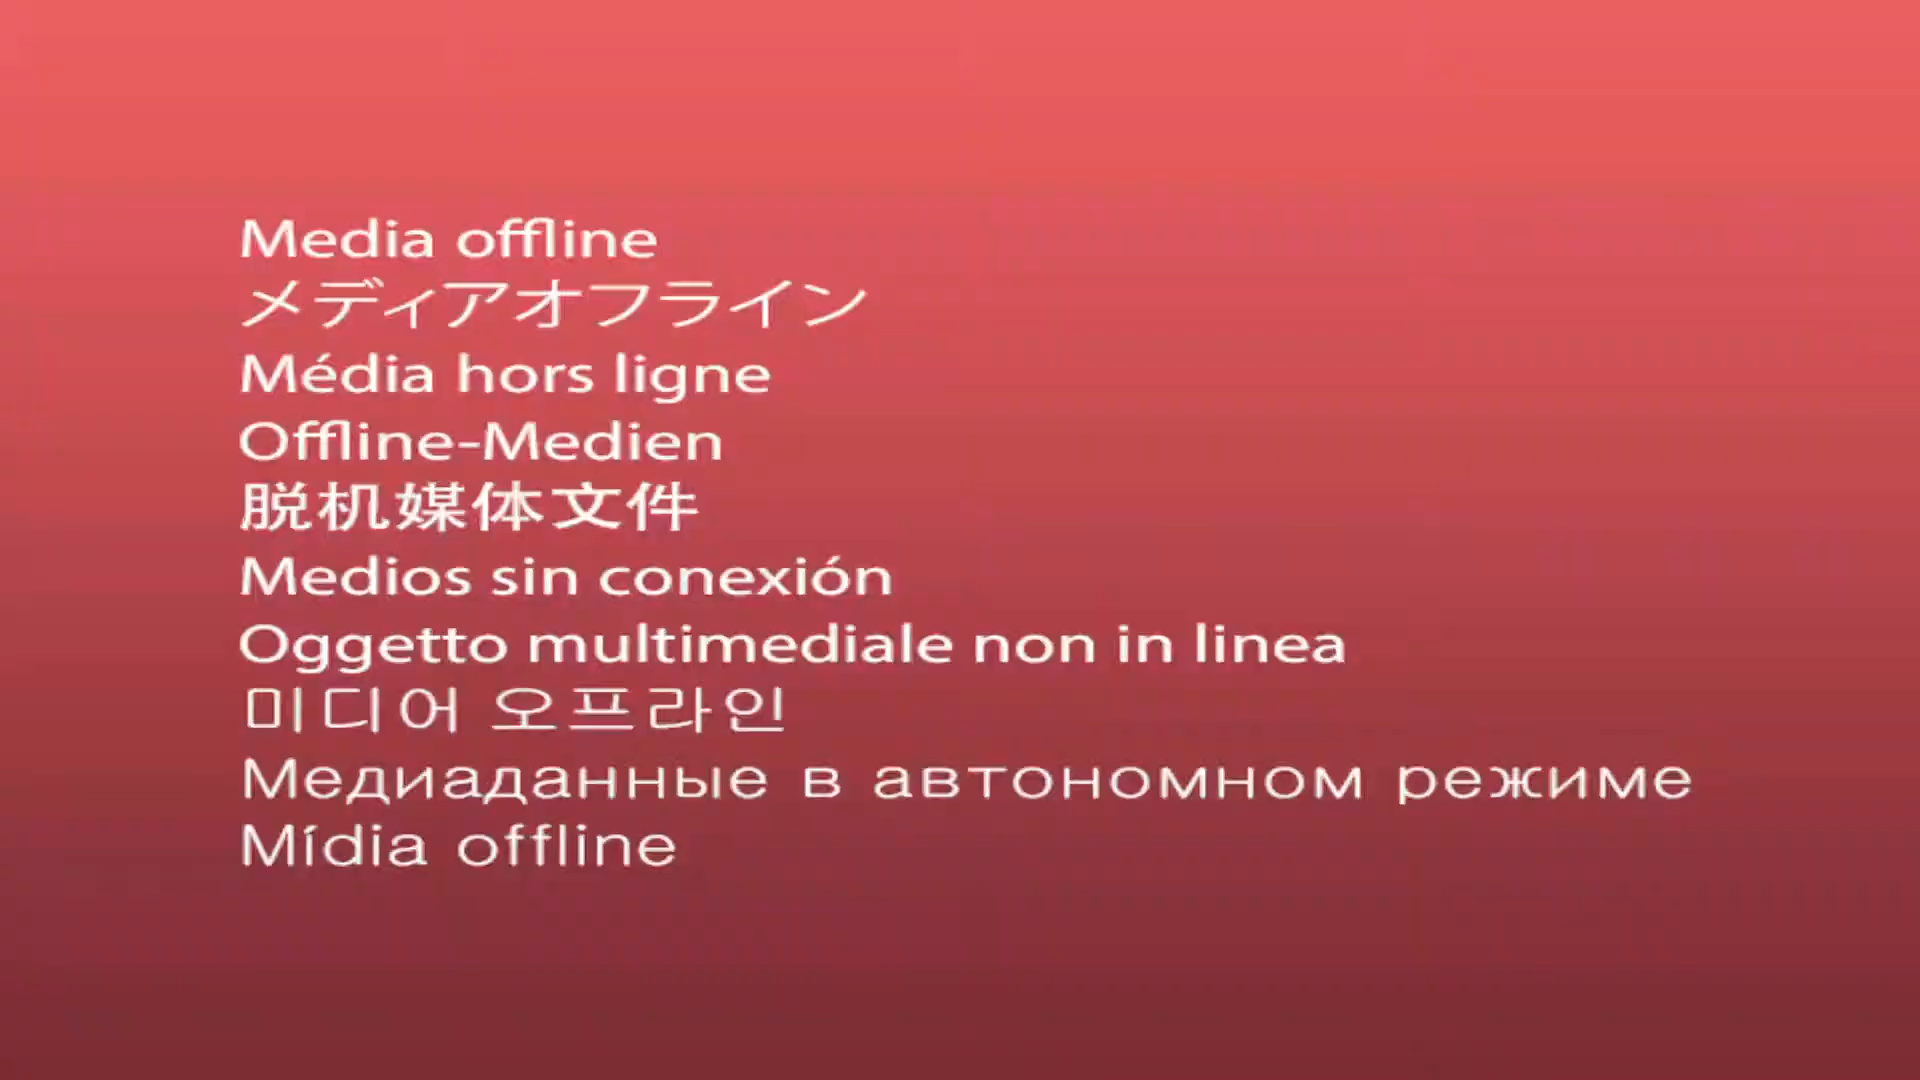 Media offline
メディアオフライン
Média hors ligne
Offline-Medien
脱机媒体文件
Medios sin conexión
Oggetto multimediale non in linea
미디어 오프라인
Медиаданные в автономном режиме
Mídia offline